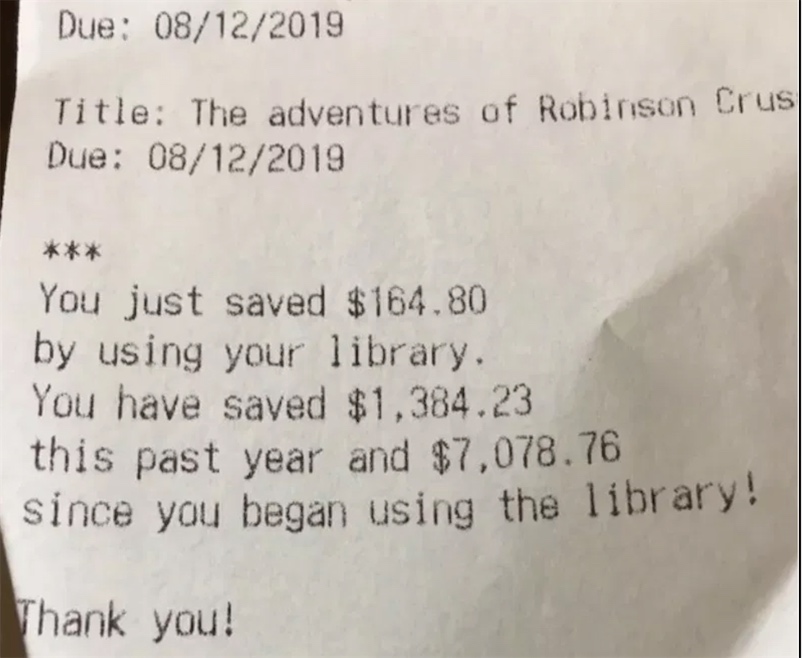 Due: 08/12/2019
Title: The adventures of Robinson Crus
Due: 08/12/2019
***
You just saved $164.80
by using your library.
You have saved $1,384.23
this past year and $7,078.76
since you began using the library!
Thank you!